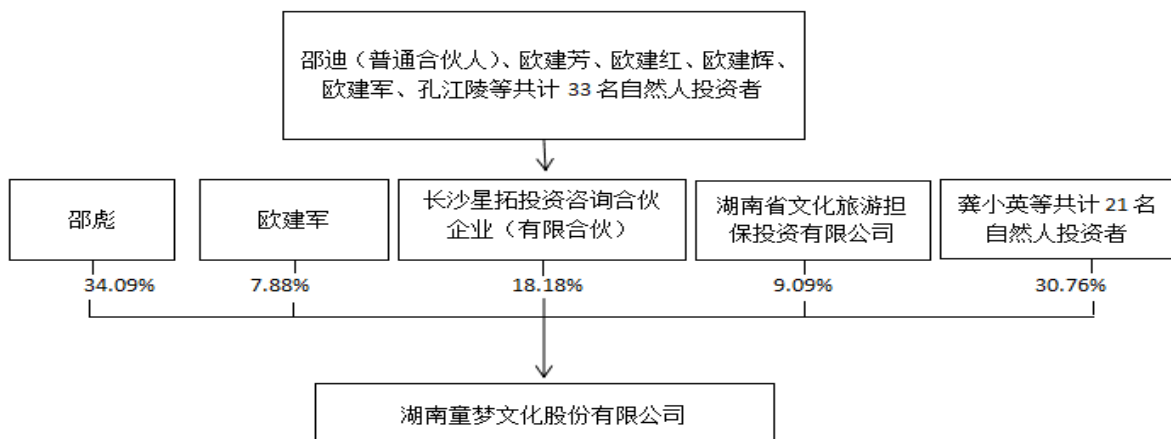 邵迪（普通合伙人）、欧建芳、欧建红、欧建辉、
欧建军、孔江陵等共计 33 名自然人投资者
邵彪
欧建军
长沙星拓投资咨询合伙
企业（有限合伙）
湖南省文化旅游担
保投资有限公司
龚小英等共计 21 名
自然人投资者
34.09%
7.88%
18.18%
9.09%
30.76%
湖南童梦文化股份有限公司